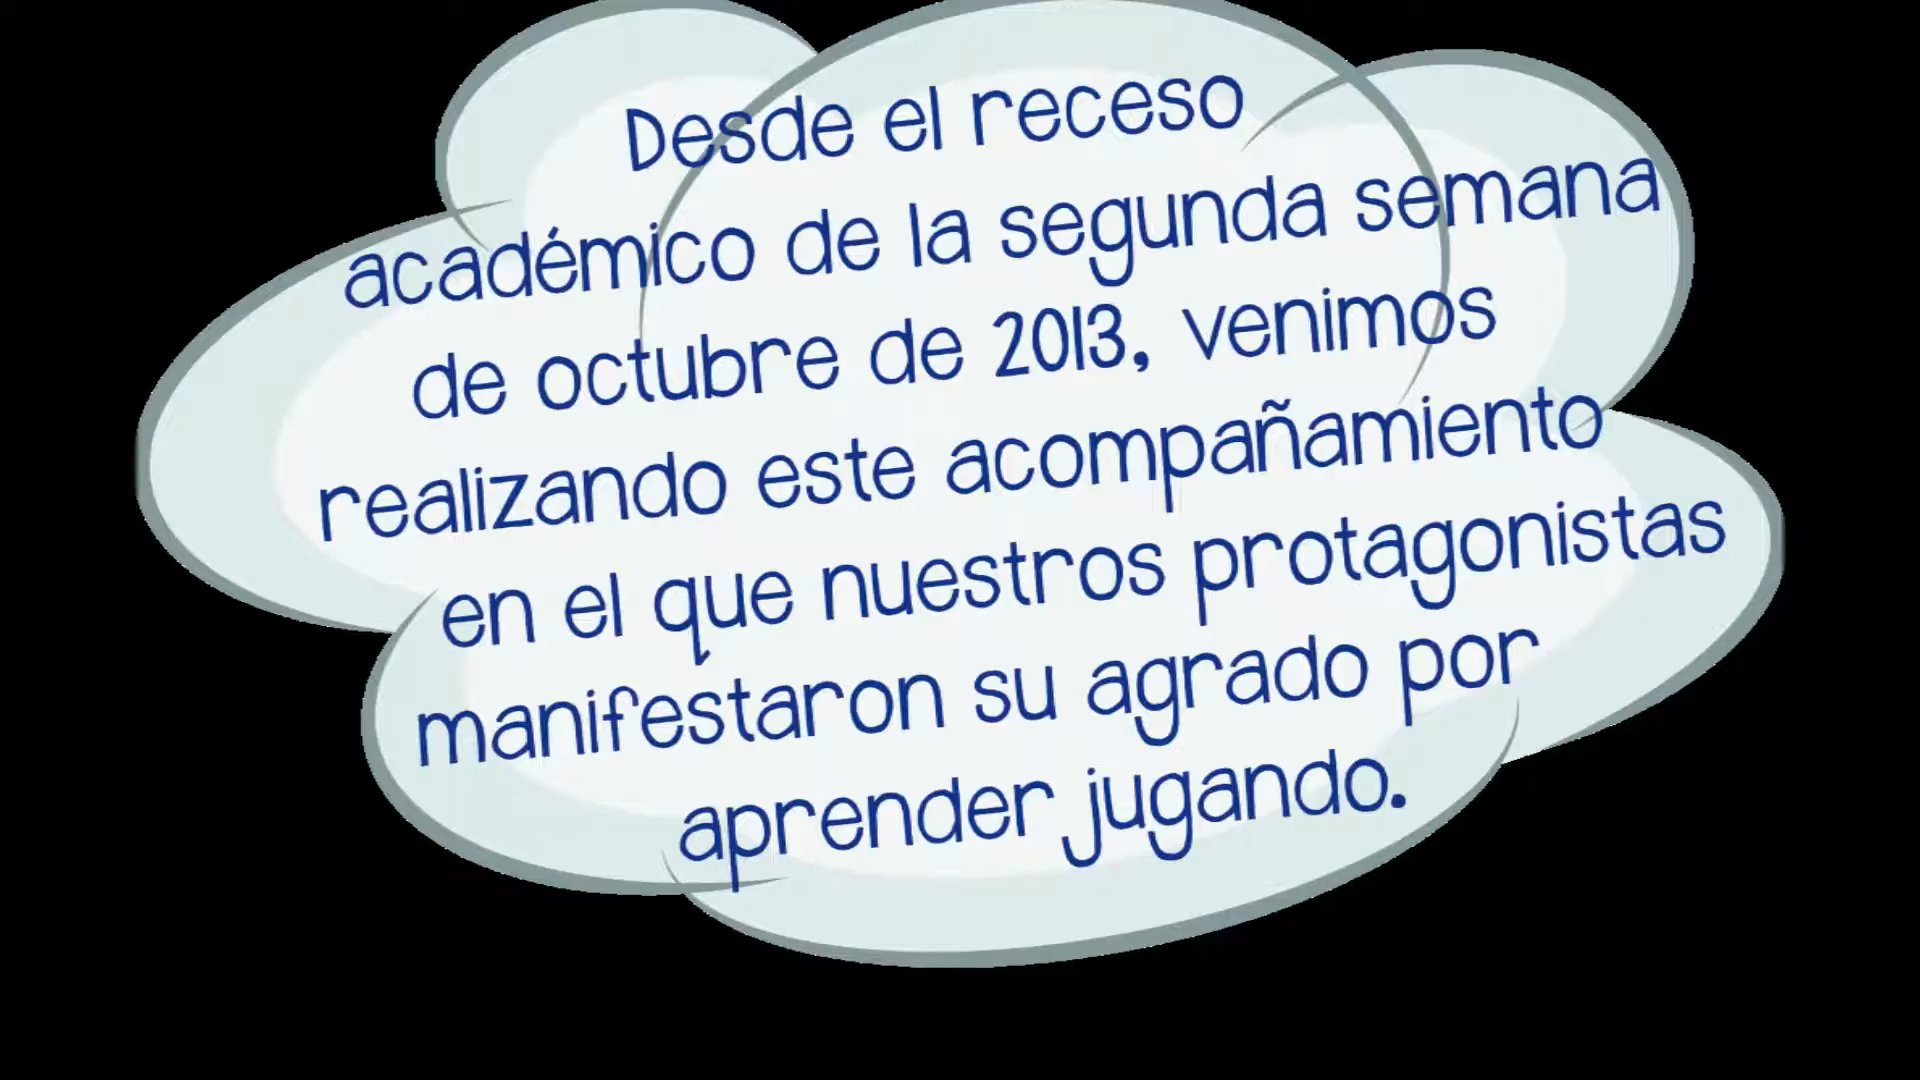 Desde el receso
académico de la segunda semana
de octubre de 2013, venimos
realizando este acompañamiento
en el que nuestros protagonistas
manifestaron su agrado por
aprender jugando.